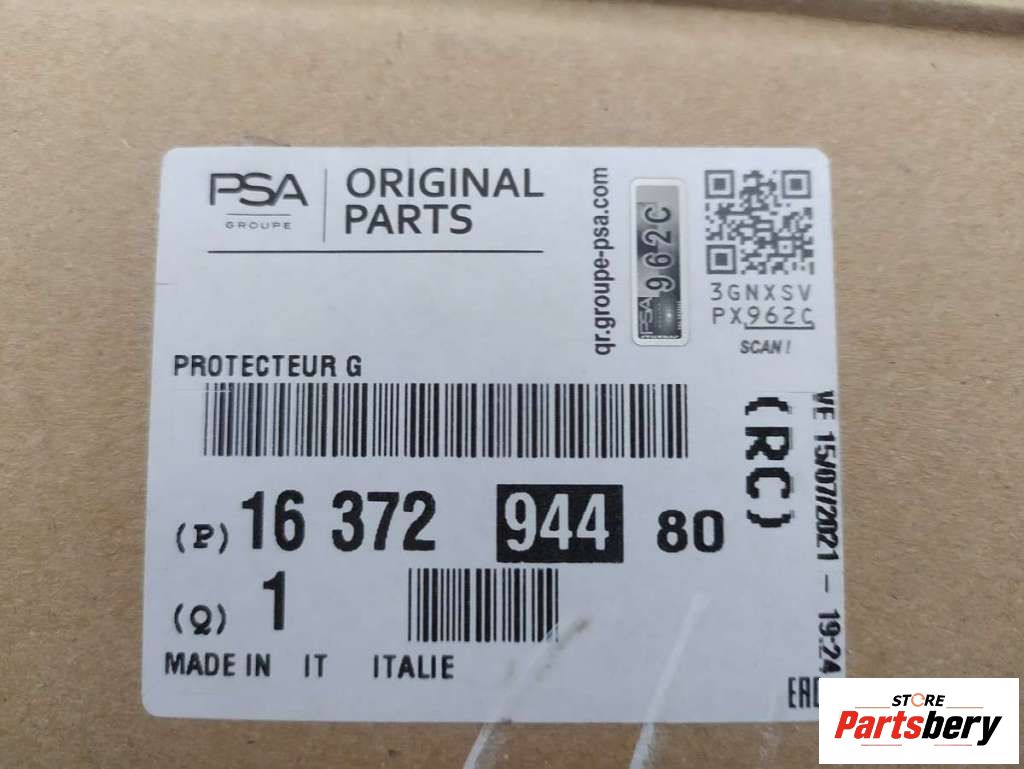 PSA
GROUPE
ORIGINAL
PARTS
qr.groupe-psa.com
PSA 962C
3GNXSV
PX962C
SCAN!
PROTECTEUR G
(P) 16 372 944 80
(RC)
VE 15/07/2021 - 19:24
(Q) 1
MADE IN IT ITALIE
STORE
Partsbery